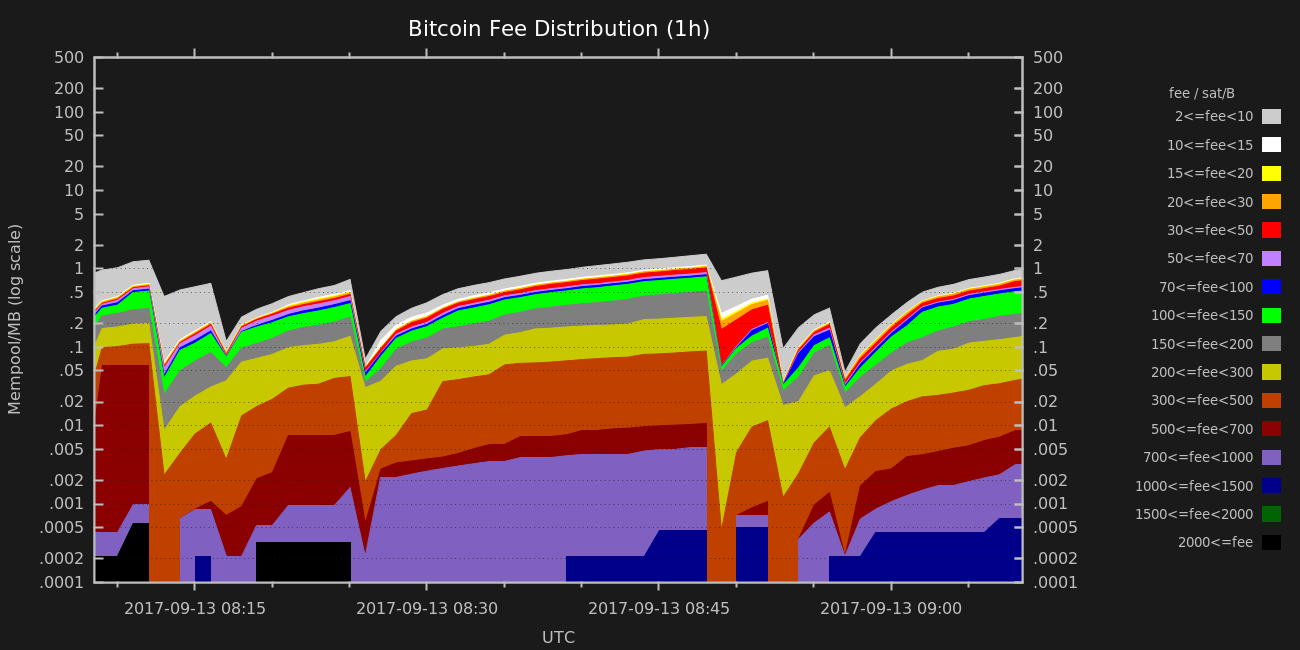 Bitcoin Fee Distribution (1h)
500 500
200 200
100 100
50 50
20 20
10 10
5 5
2 2
1 1
.5 .5
.2 .2
.1 .1
.05 .05
.02 .02
.01 .01
.005 .005
.002 .002
.001 .001
.0005 .0005
.0002 .0002
.0001 .0001
Mempool/MB (log scale)
2017-09-13 08:15 2017-09-13 08:30 2017-09-13 08:45 2017-09-13 09:00
UTC
fee / sat/B
2<=fee<10
10<=fee<15
15<=fee<20
20<=fee<30
30<=fee<50
50<=fee<70
70<=fee<100
100<=fee<150
150<=fee<200
200<=fee<300
300<=fee<500
500<=fee<700
700<=fee<1000
1000<=fee<1500
1500<=fee<2000
2000<=fee